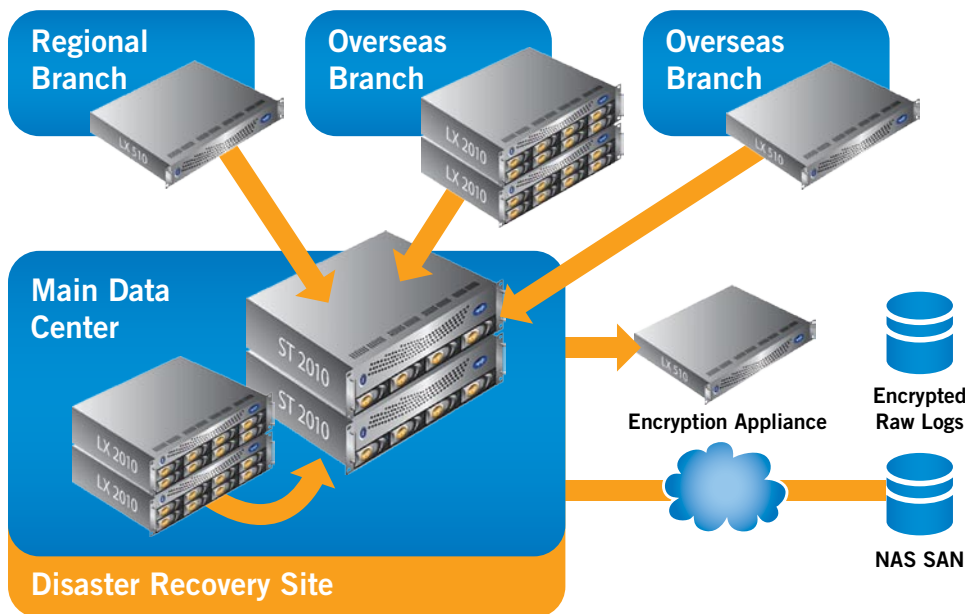 Regional
Branch
LX 510
Overseas
Branch
LX 2010
LX 2010
Overseas
Branch
LX 510
Main Data
Center
ST 2010
ST 2010
LX 2010
LX 2010
LX 510
Encryption Appliance
Encrypted
Raw Logs
NAS SAN
Disaster Recovery Site